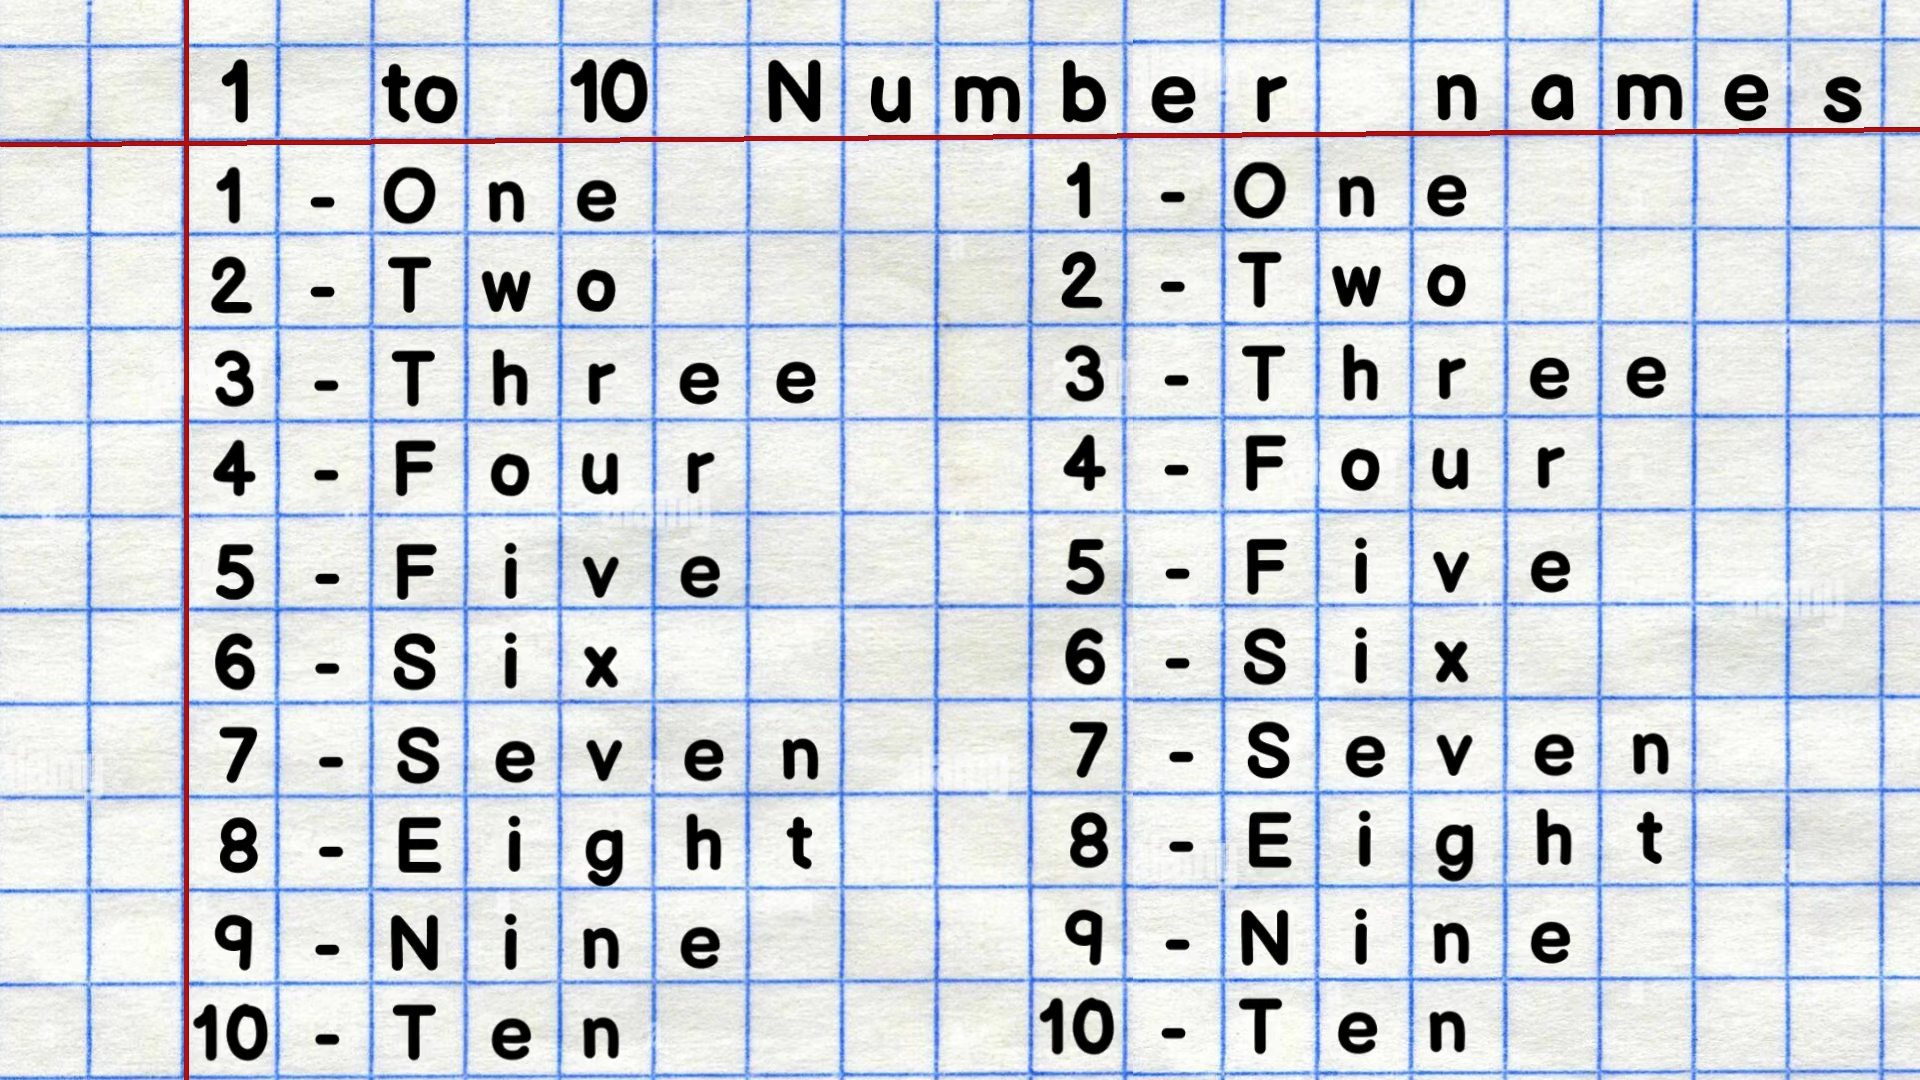 1 to 10 Number names
1 - One 1 - One
2 - Two 2 - Two
3 - Three 3 - Three
4 - Four 4 - Four
5 - Five 5 - Five
6 - Six 6 - Six
7 - Seven 7 - Seven
8 - Eight 8 - Eight
9 - Nine 9 - Nine
10 - Ten 10 - Ten